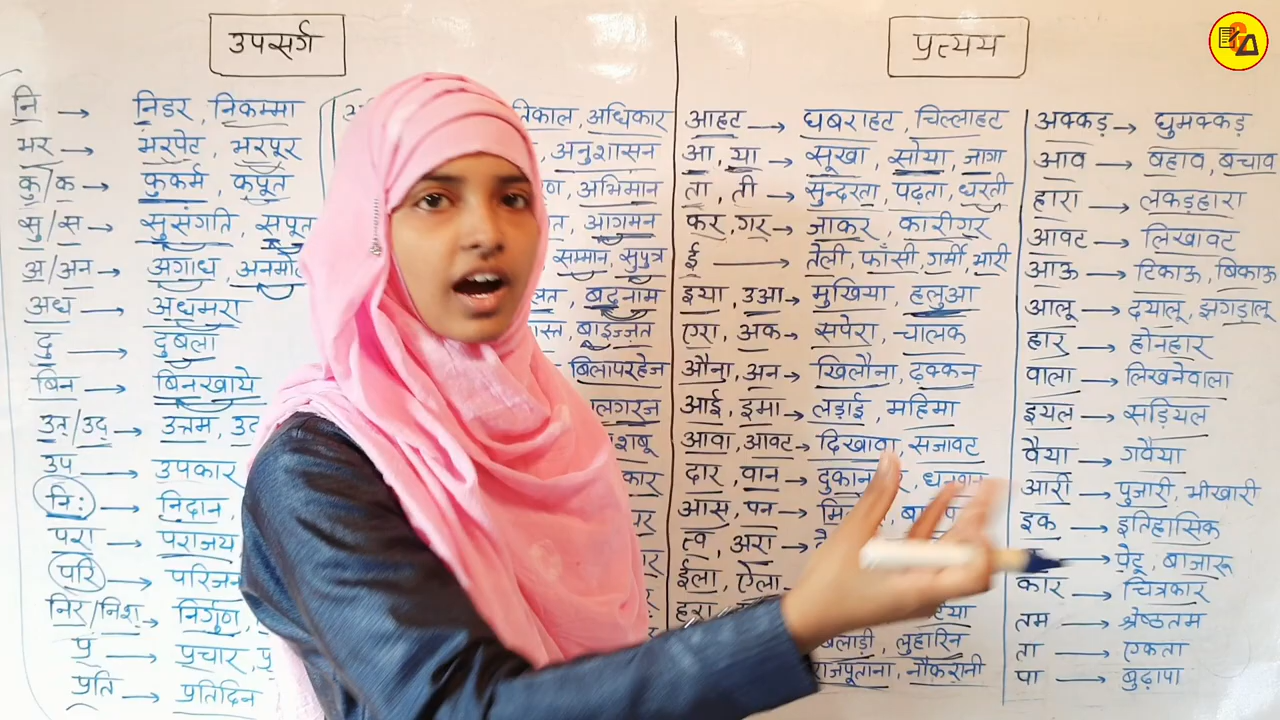 उपसर्ग
नि → निडर, निकम्मा
भर → भरपेट, भरपूर
कु/क → कुकर्म, कपूत
सु/स → सुसंगति, सपूत
अ/अन → अगाध, अनमोल
अध → अधमरा
दु → दुबला
बिन → बिनखाये
उत्/उद् → उत्तम,
उप → उपकार
नि: → निदान,
परा → पराजय
परि → परिजन
निर/निश → निर्गुण,
प्र → प्रचार,
प्रति → प्रतिदिन
अधिकार
, अनुशासन
, अभिमान
, आगमन
, सम्मान, सुपुत्र
, बदनाम
, बाइज्जत
बिलापरहेज
प्रत्यय
आहट → घबराहट, चिल्लाहट
आ, या → सूखा, सोया, जागा
ता, ती → सुन्दरता, पढ़ता, धरती
कर, गर → जाकर, कारीगर
ई → तेली, फाँसी, गर्मी, भारी
इया, उआ → मुखिया, हलुआ
एरा, अक → सपेरा, चालक
औना, अन → खिलौना, ढ़क्कन
आई, इमा → लड़ाई, महिमा
आवा, आवट → दिखावा, सजावट
दार, वान → दुकान, धनवान
आस, पन →
त्व, अरा →
ईला, ऐला
हरा,
लुहारिन
राजपूताना, नौकरानी
अक्कड़ → घुमक्कड़
आव → बहाव, बचाव
हारा → लकड़हारा
आवट → लिखावट
आऊ → टिकाऊ, बिकाऊ
आलू → दयालू, झगड़ालू
हार → होनहार
वाला → लिखनेवाला
इयल → सड़ियल
वैया → गवैया
आरी → पुजारी, भीखारी
इक → इतिहासिक
→ पेटू, बाजारू
कार → चित्रकार
तम → श्रेष्ठतम
ता → एकता
पा → बुढ़ापा